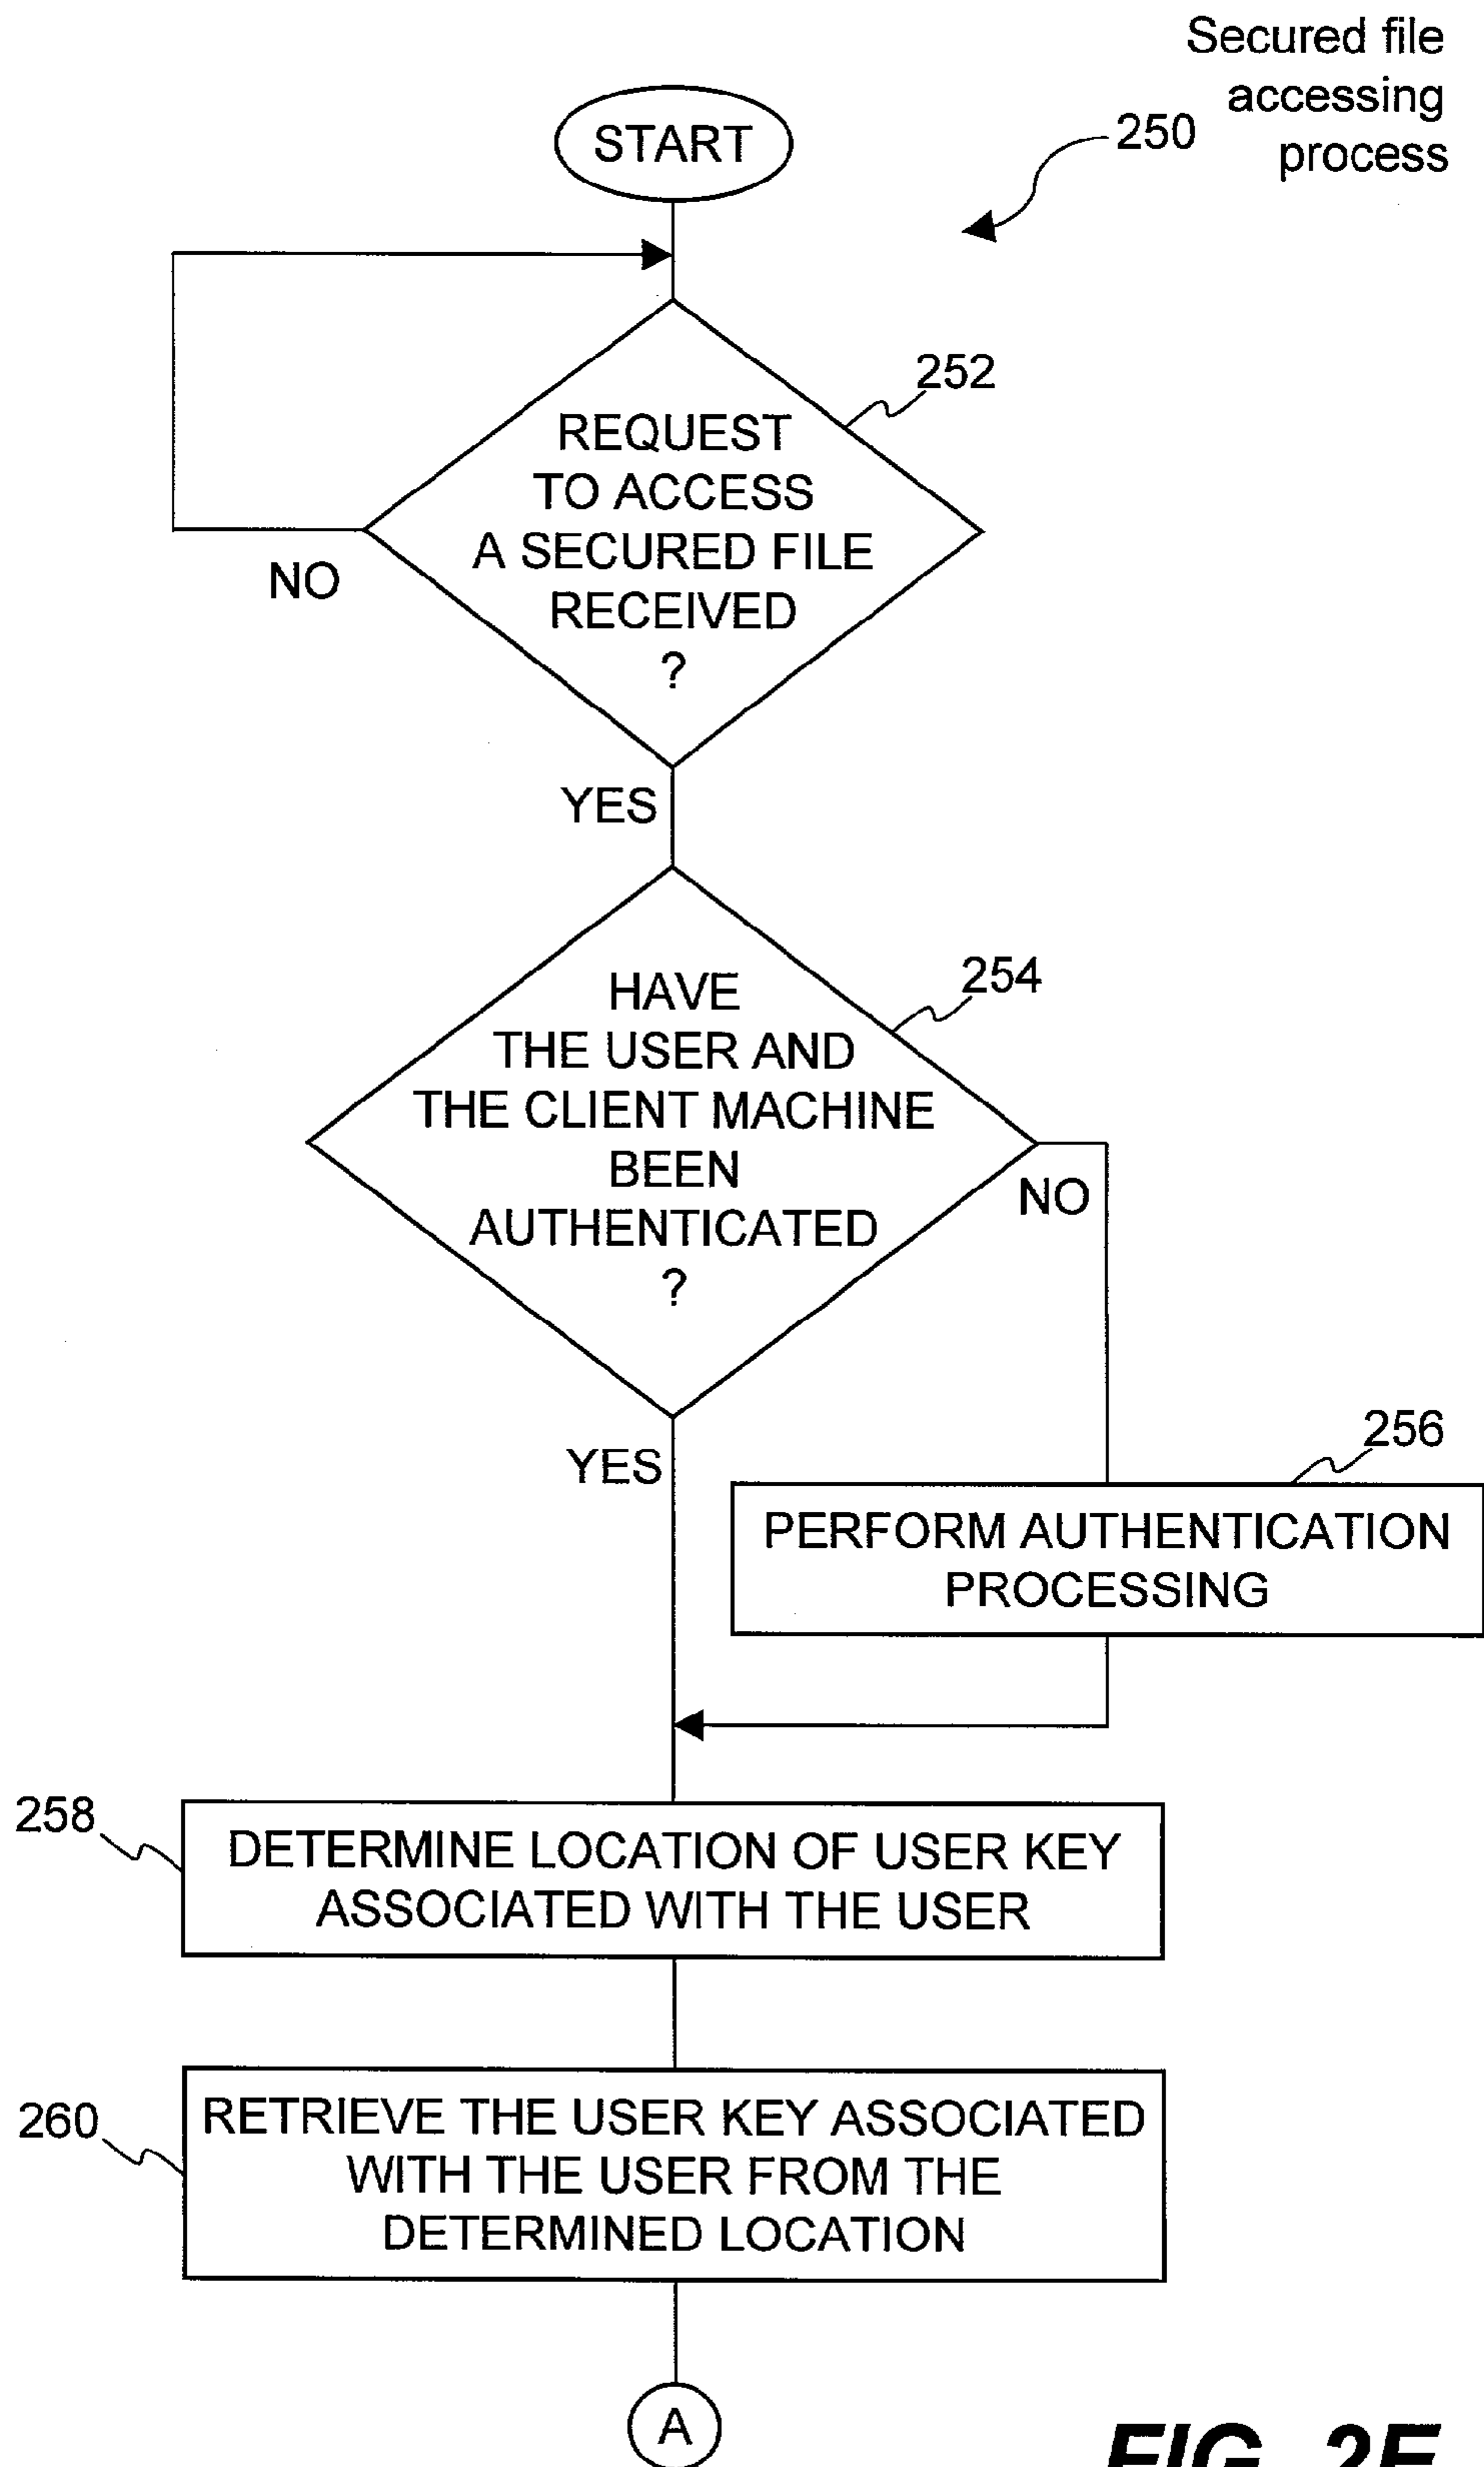 Secured file
accessing
process
250
START
252
REQUEST
TO ACCESS
A SECURED FILE
RECEIVED
?
NO
YES
254
HAVE
THE USER AND
THE CLIENT MACHINE
BEEN
AUTHENTICATED
?
NO
YES
256
PERFORM AUTHENTICATION
PROCESSING
258
DETERMINE LOCATION OF USER KEY
ASSOCIATED WITH THE USER
260
RETRIEVE THE USER KEY ASSOCIATED
WITH THE USER FROM THE
DETERMINED LOCATION
A
FIG.